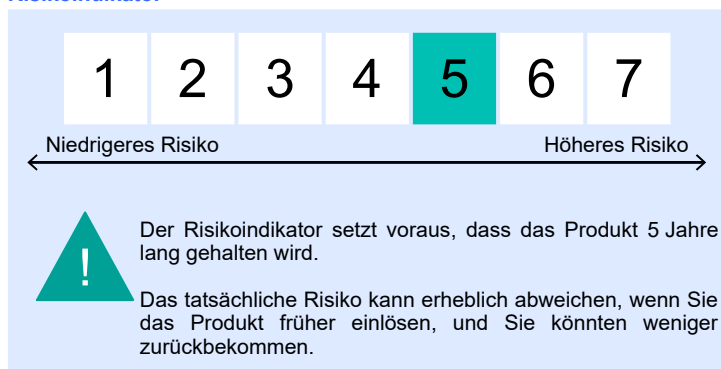 Risikoindikator
1 2 3 4 5 6 7
Niedrigeres Risiko Höheres Risiko
!
Der Risikoindikator setzt voraus, dass das Produkt 5 Jahre
lang gehalten wird.
Das tatsächliche Risiko kann erheblich abweichen, wenn Sie
das Produkt früher einlösen, und Sie könnten weniger
zurückbekommen.